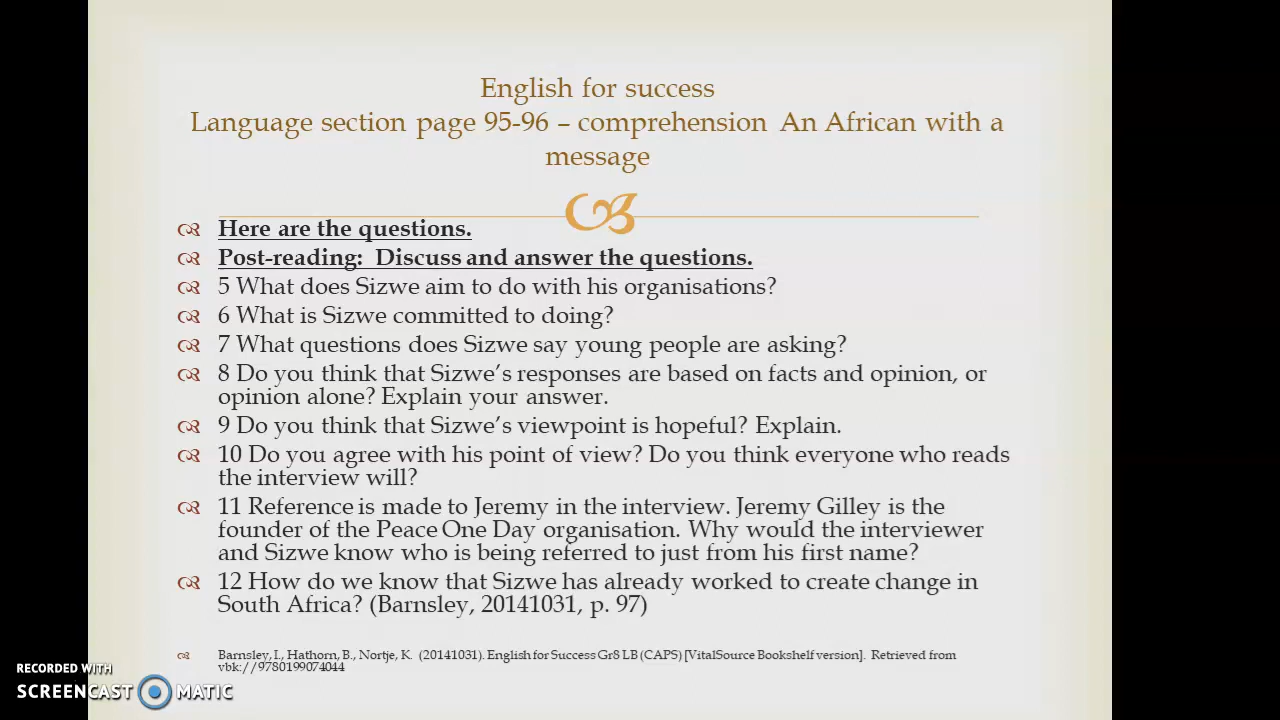 English for success
Language section page 95-96 – comprehension An African with a
message
Here are the questions.
Post-reading: Discuss and answer the questions.
5 What does Sizwe aim to do with his organisations?
6 What is Sizwe committed to doing?
7 What questions does Sizwe say young people are asking?
8 Do you think that Sizwe’s responses are based on facts and opinion, or
opinion alone? Explain your answer.
9 Do you think that Sizwe’s viewpoint is hopeful? Explain.
10 Do you agree with his point of view? Do you think everyone who reads
the interview will?
11 Reference is made to Jeremy in the interview. Jeremy Gilley is the
founder of the Peace One Day organisation. Why would the interviewer
and Sizwe know who is being referred to just from his first name?
12 How do we know that Sizwe has already worked to create change in
South Africa? (Barnsley, 20141031, p. 97)
Barnsley, I., Hathorn, B., Nortje, K. (20141031). English for Success Gr8 LB (CAPS) [VitalSource Bookshelf version]. Retrieved from
vbk://9780199074044
RECORDED WITH
SCREENCAST MATIC